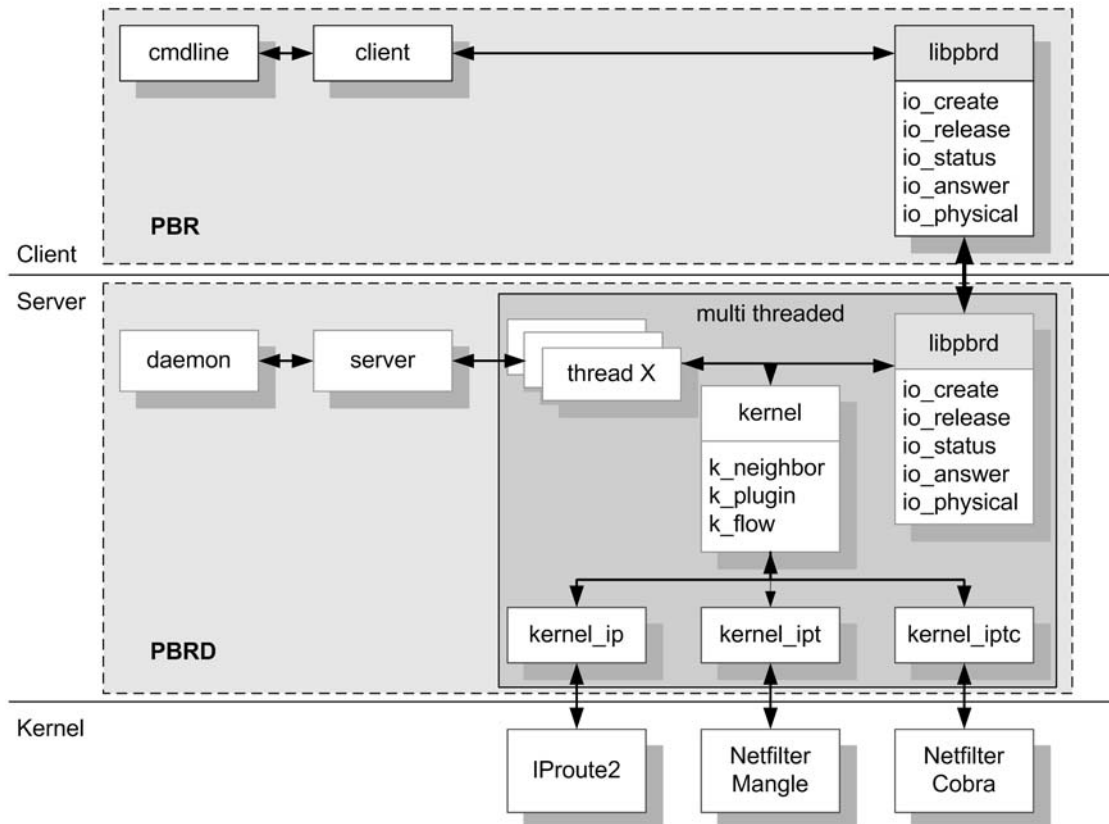 cmdline
client
libpbrd
io_create
io_release
io_status
io_answer
io_physical
PBR
Client
Server
multi threaded
daemon
server
thread X
libpbrd
kernel
io_create
io_release
io_status
io_answer
io_physical
k_neighbor
k_plugin
k_flow
kernel_ip
kernel_ipt
kernel_iptc
PBRD
Kernel
IProute2
Netfilter
Mangle
Netfilter
Cobra